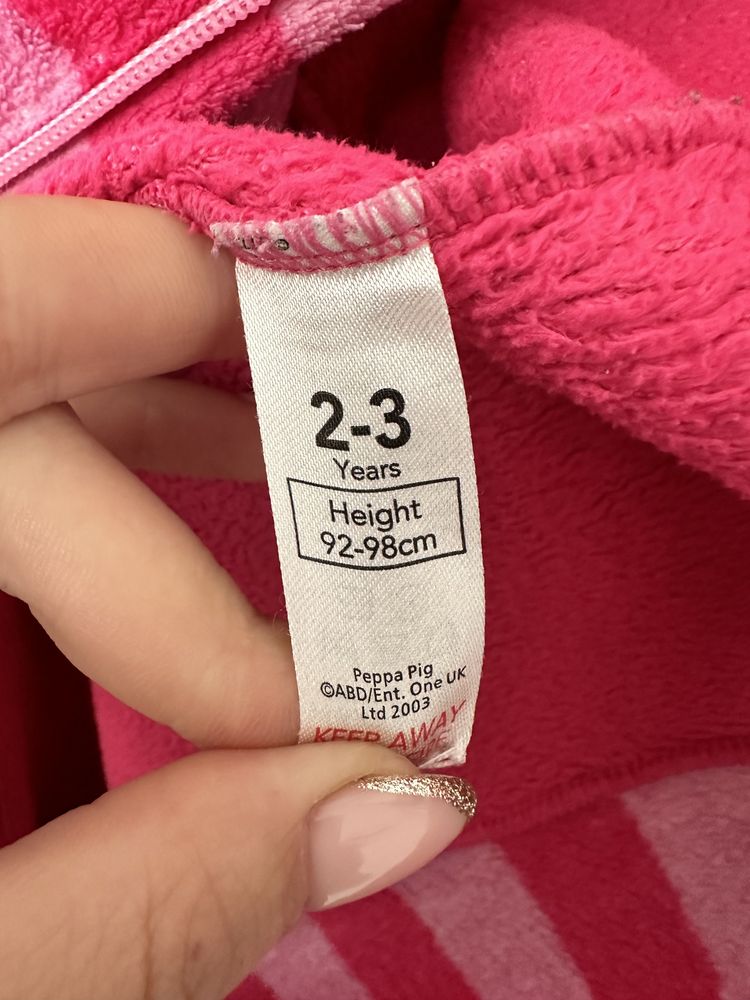 2-3
Years
Height
92-98cm
Peppa Pig
©ABD/Ent. One UK
Ltd 2003
KEEP AWAY